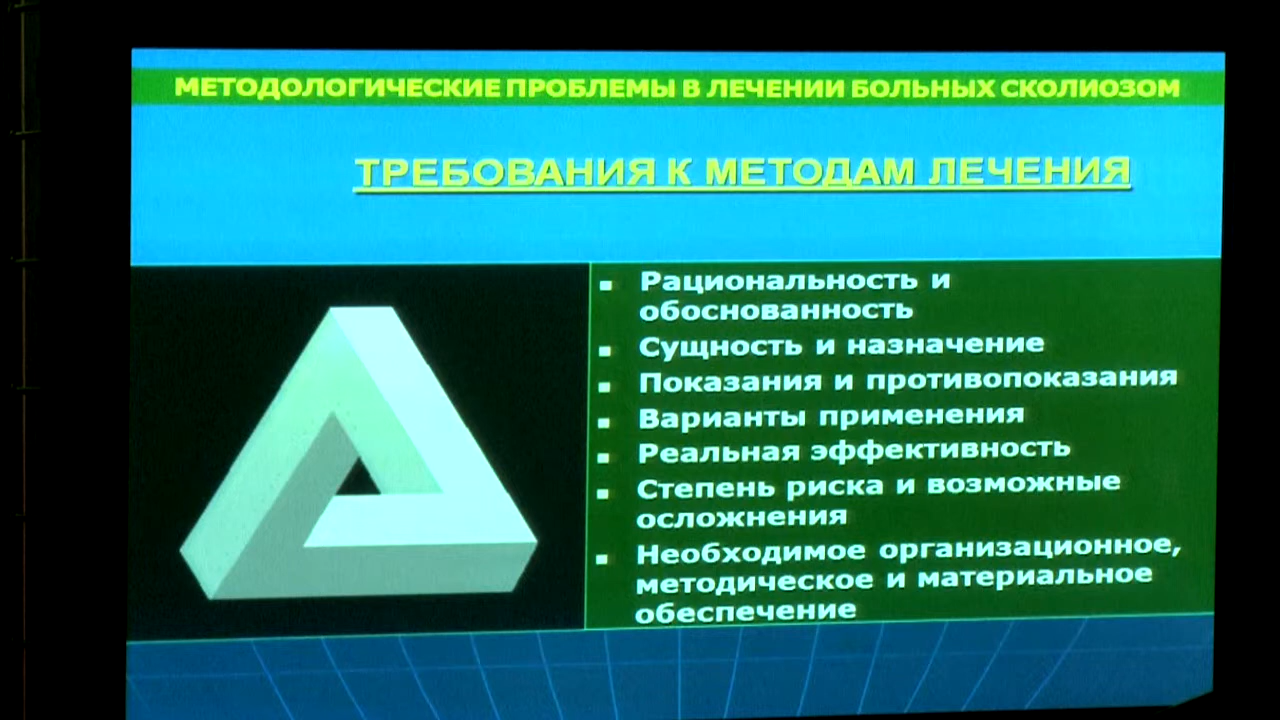 МЕТОДОЛОГИЧЕСКИЕ ПРОБЛЕМЫ В ЛЕЧЕНИИ БОЛЬНЫХ СКОЛИОЗОМ
ТРЕБОВАНИЯ К МЕТОДАМ ЛЕЧЕНИЯ
▪ Рациональность и
обоснованность
▪ Сущность и назначение
▪ Показания и противопоказания
▪ Варианты применения
▪ Реальная эффективность
▪ Степень риска и возможные
осложнения
▪ Необходимое организационное,
методическое и материальное
обеспечение